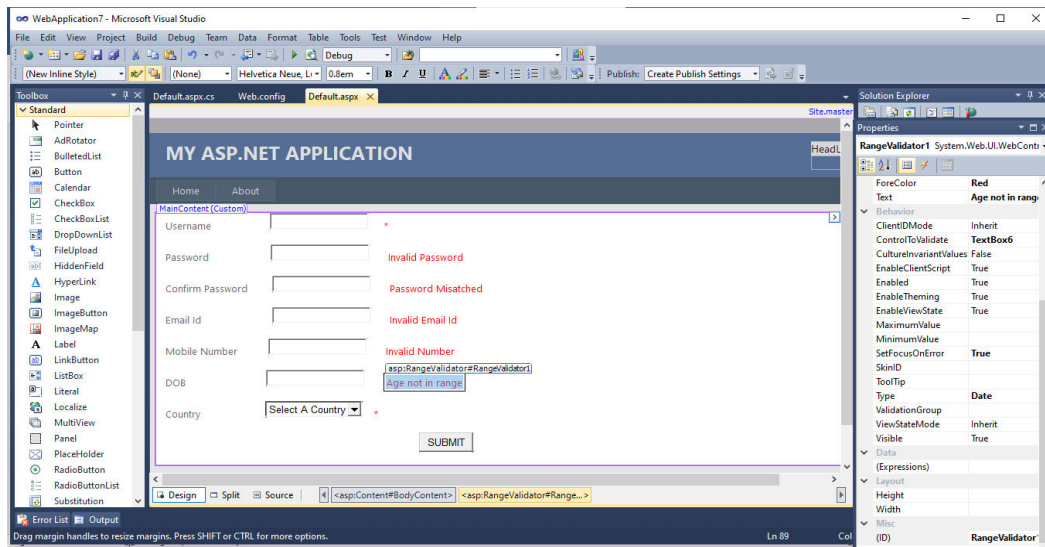 WebApplication7 - Microsoft Visual Studio
File Edit View Project Build Debug Team Data Format Table Tools Test Window Help
Debug
(New Inline Style) (None) Helvetica Neue, L 0.8em B I U A Publish: Create Publish Settings
Toolbox
Standard
Pointer
AdRotator
BulletedList
Button
Calendar
CheckBox
CheckBoxList
DropDownList
FileUpload
HiddenField
HyperLink
Image
ImageButton
ImageMap
Label
LinkButton
ListBox
Literal
Localize
MultiView
Panel
PlaceHolder
RadioButton
RadioButtonList
Substitution
Default.aspx.cs Web.config Default.aspx
Site.master
MY ASP.NET APPLICATION
HeadL
Home About
MainContent (Custom)
Username *
Password Invalid Password
Confirm Password Password Misatched
Email Id Invalid Email Id
Mobile Number Invalid Number
asp:RangeValidator#RangeValidator1
DOB Age not in range
Country Select A Country *
SUBMIT
Design Split Source <asp:Content#BodyContent> <asp:RangeValidator#Range...>
Solution Explorer
Properties
RangeValidator1 System.Web.UI.WebContr
ForeColor Red
Text Age not in rang
Behavior
ClientIDMode Inherit
ControlToValidate TextBox6
CultureInvariantValues False
EnableClientScript True
Enabled True
EnableTheming True
EnableViewState True
MaximumValue
MinimumValue
SetFocusOnError True
SkinID
ToolTip
Type Date
ValidationGroup
ViewStateMode Inherit
Visible True
Data
(Expressions)
Layout
Height
Width
Misc
(ID) RangeValidator
Error List Output
Drag margin handles to resize margins. Press SHIFT or CTRL for more options. Ln 89 Col